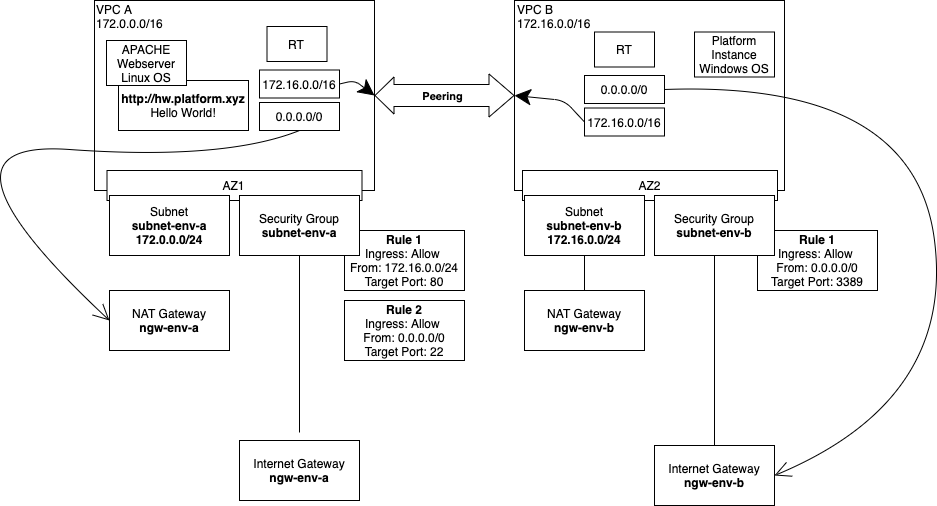 VPC A
172.0.0.0/16
APACHE
Webserver
Linux OS
http://hw.platform.xyz
Hello World!
RT
172.16.0.0/16
0.0.0.0/0
Peering
VPC B
172.16.0.0/16
RT
0.0.0.0/0
172.16.0.0/16
Platform
Instance
Windows OS
AZ1
Subnet
subnet-env-a
172.0.0.0/24
Security Group
subnet-env-a
Rule 1
Ingress: Allow
From: 172.16.0.0/24
Target Port: 80
Rule 2
Ingress: Allow
From: 0.0.0.0/0
Target Port: 22
NAT Gateway
ngw-env-a
Internet Gateway
ngw-env-a
AZ2
Subnet
subnet-env-b
172.16.0.0/24
Security Group
subnet-env-b
Rule 1
Ingress: Allow
From: 0.0.0.0/0
Target Port: 3389
NAT Gateway
ngw-env-b
Internet Gateway
ngw-env-b